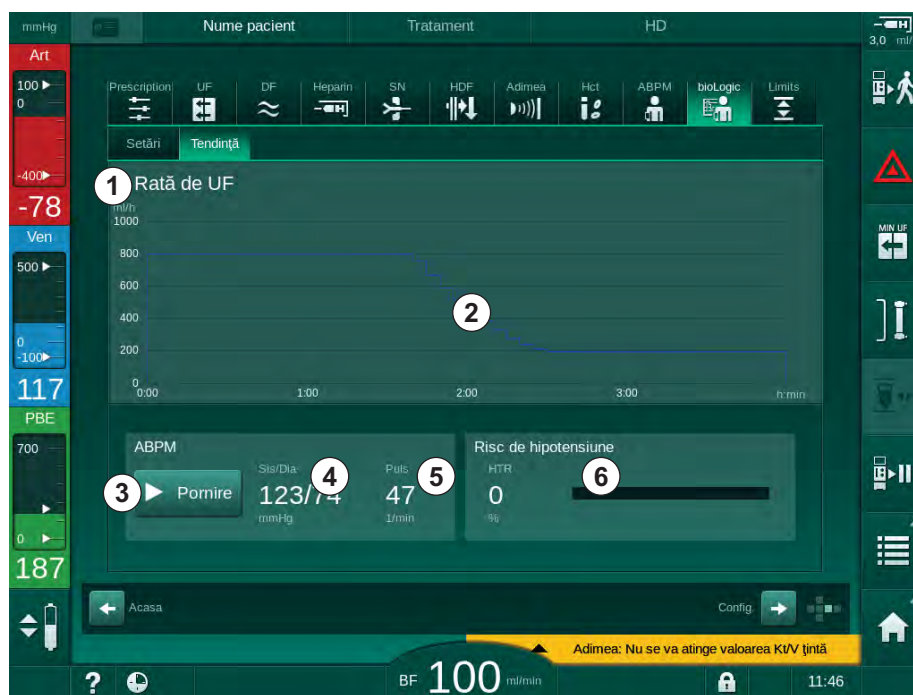 mmHg
Nume pacient
Tratament
HD
3,0 ml/
Art
100
0
-400
-78
Ven
500
0
-100
117
PBE
700
0
187
Prescription
UF
DF
Heparin
SN
HDF
Adimea
Hct
ABPM
bioLogic
Limits
Setări
Tendinţă
1
Rată de UF
ml/h
1000
800
600
400
200
0
2
0:00
1:00
2:00
3:00
h:min
ABPM
3
Pornire
Sis/Dia
4
123/74
mmHg
Puls
5
47
1/min
Risc de hipotensiune
HTR
6
0
%
MIN UF
Acasa
Config.
Adimea: Nu se va atinge valoarea Kt/V ţintă
?
BF 100 ml/min
11:46